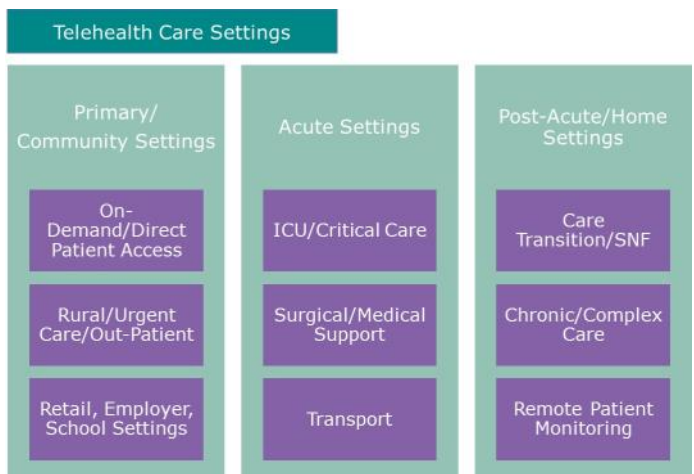 Telehealth Care Settings
Primary/
Community Settings
On-
Demand/Direct
Patient Access
Rural/Urgent
Care/Out-Patient
Retail, Employer,
School Settings
Acute Settings
ICU/Critical Care
Surgical/Medical
Support
Transport
Post-Acute/Home
Settings
Care
Transition/SNF
Chronic/Complex
Care
Remote Patient
Monitoring